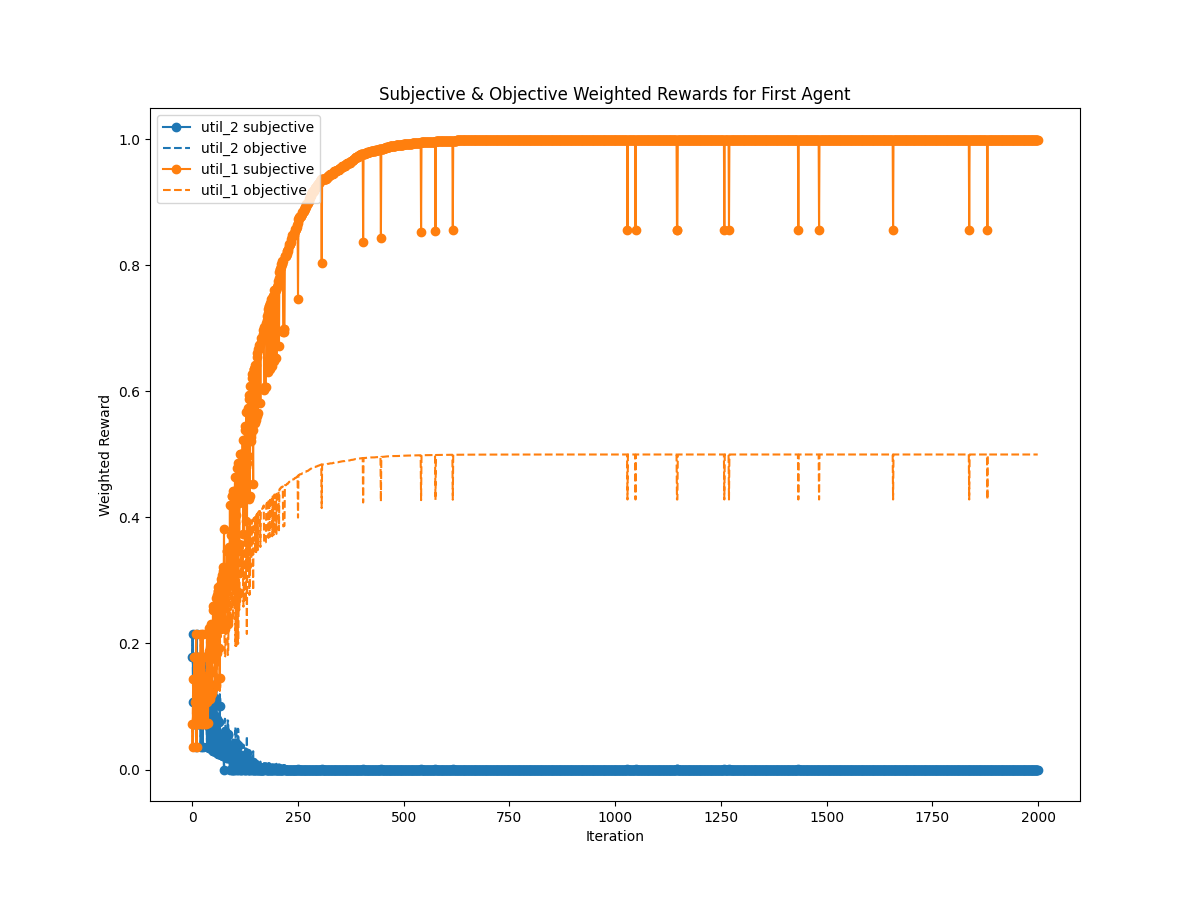 Subjective & Objective Weighted Rewards for First Agent
util_2 subjective
util_2 objective
util_1 subjective
util_1 objective
Weighted Reward
1.0
0.8
0.6
0.4
0.2
0.0
0 250 500 750 1000 1250 1500 1750 2000
Iteration